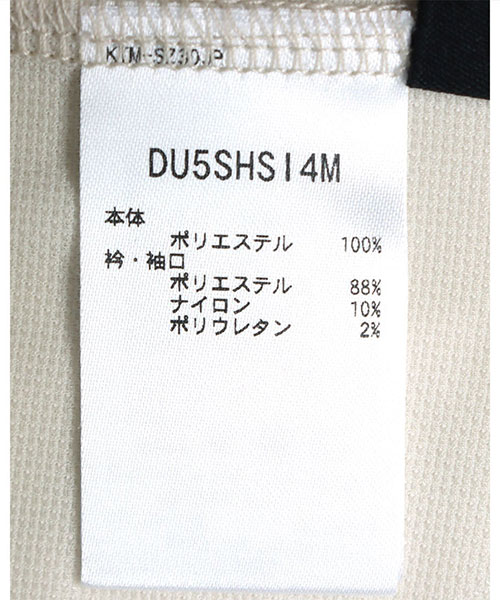 DU5SHSI4M
本体
ポリエステル 100%
衿・袖口
ポリエステル 88%
ナイロン 10%
ポリウレタン 2%